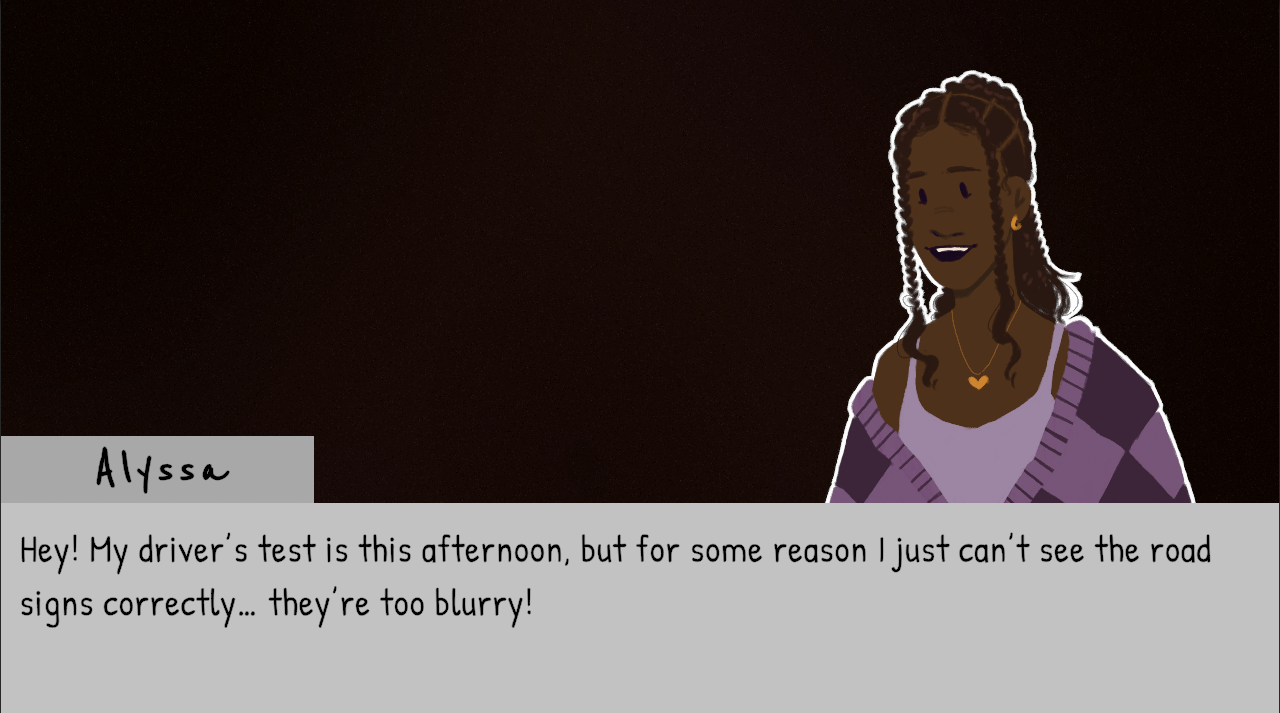 Alyssa
Hey! My driver's test is this afternoon, but for some reason I just can't see the road
signs correctly... they're too blurry!